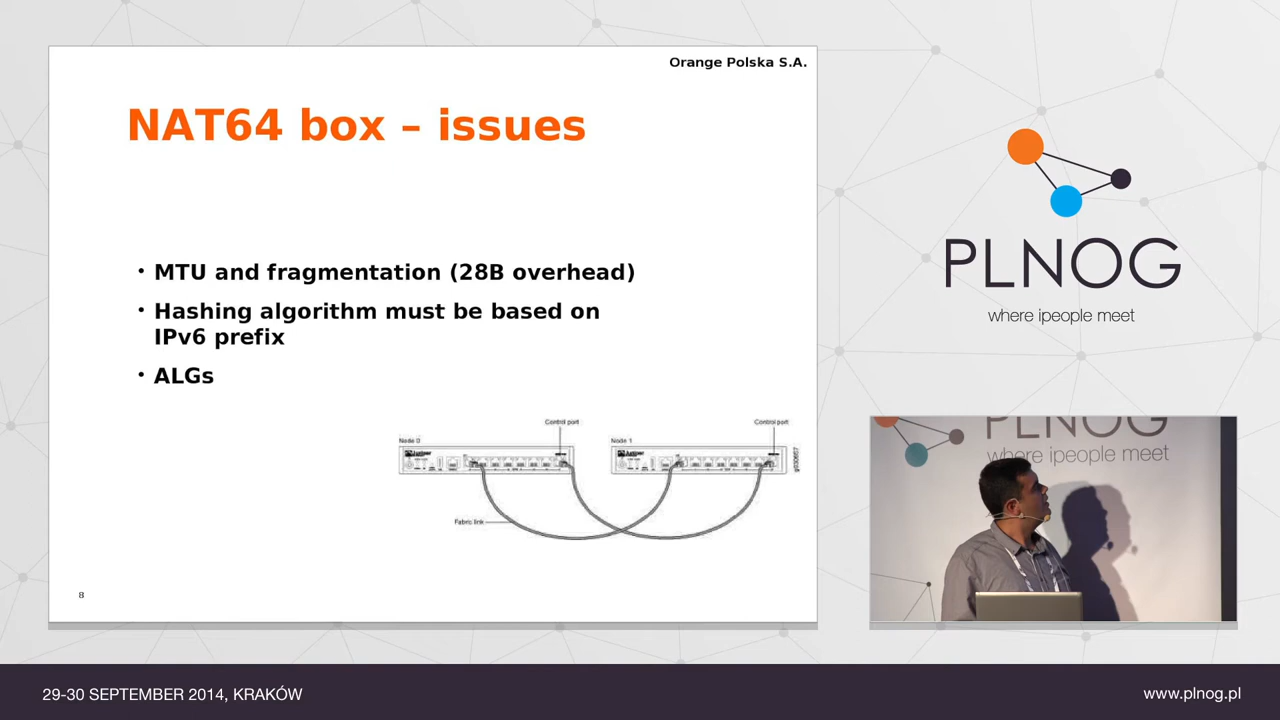 Orange Polska S.A.
NAT64 box – issues
• MTU and fragmentation (28B overhead)
• Hashing algorithm must be based on
IPv6 prefix
• ALGs
Control port
Control port
Node 0
Node 1
Fabric link
8
PLNOG
where ipeople meet
PLNOG
where ipeople meet
29-30 SEPTEMBER 2014, KRAKÓW
www.plnog.pl